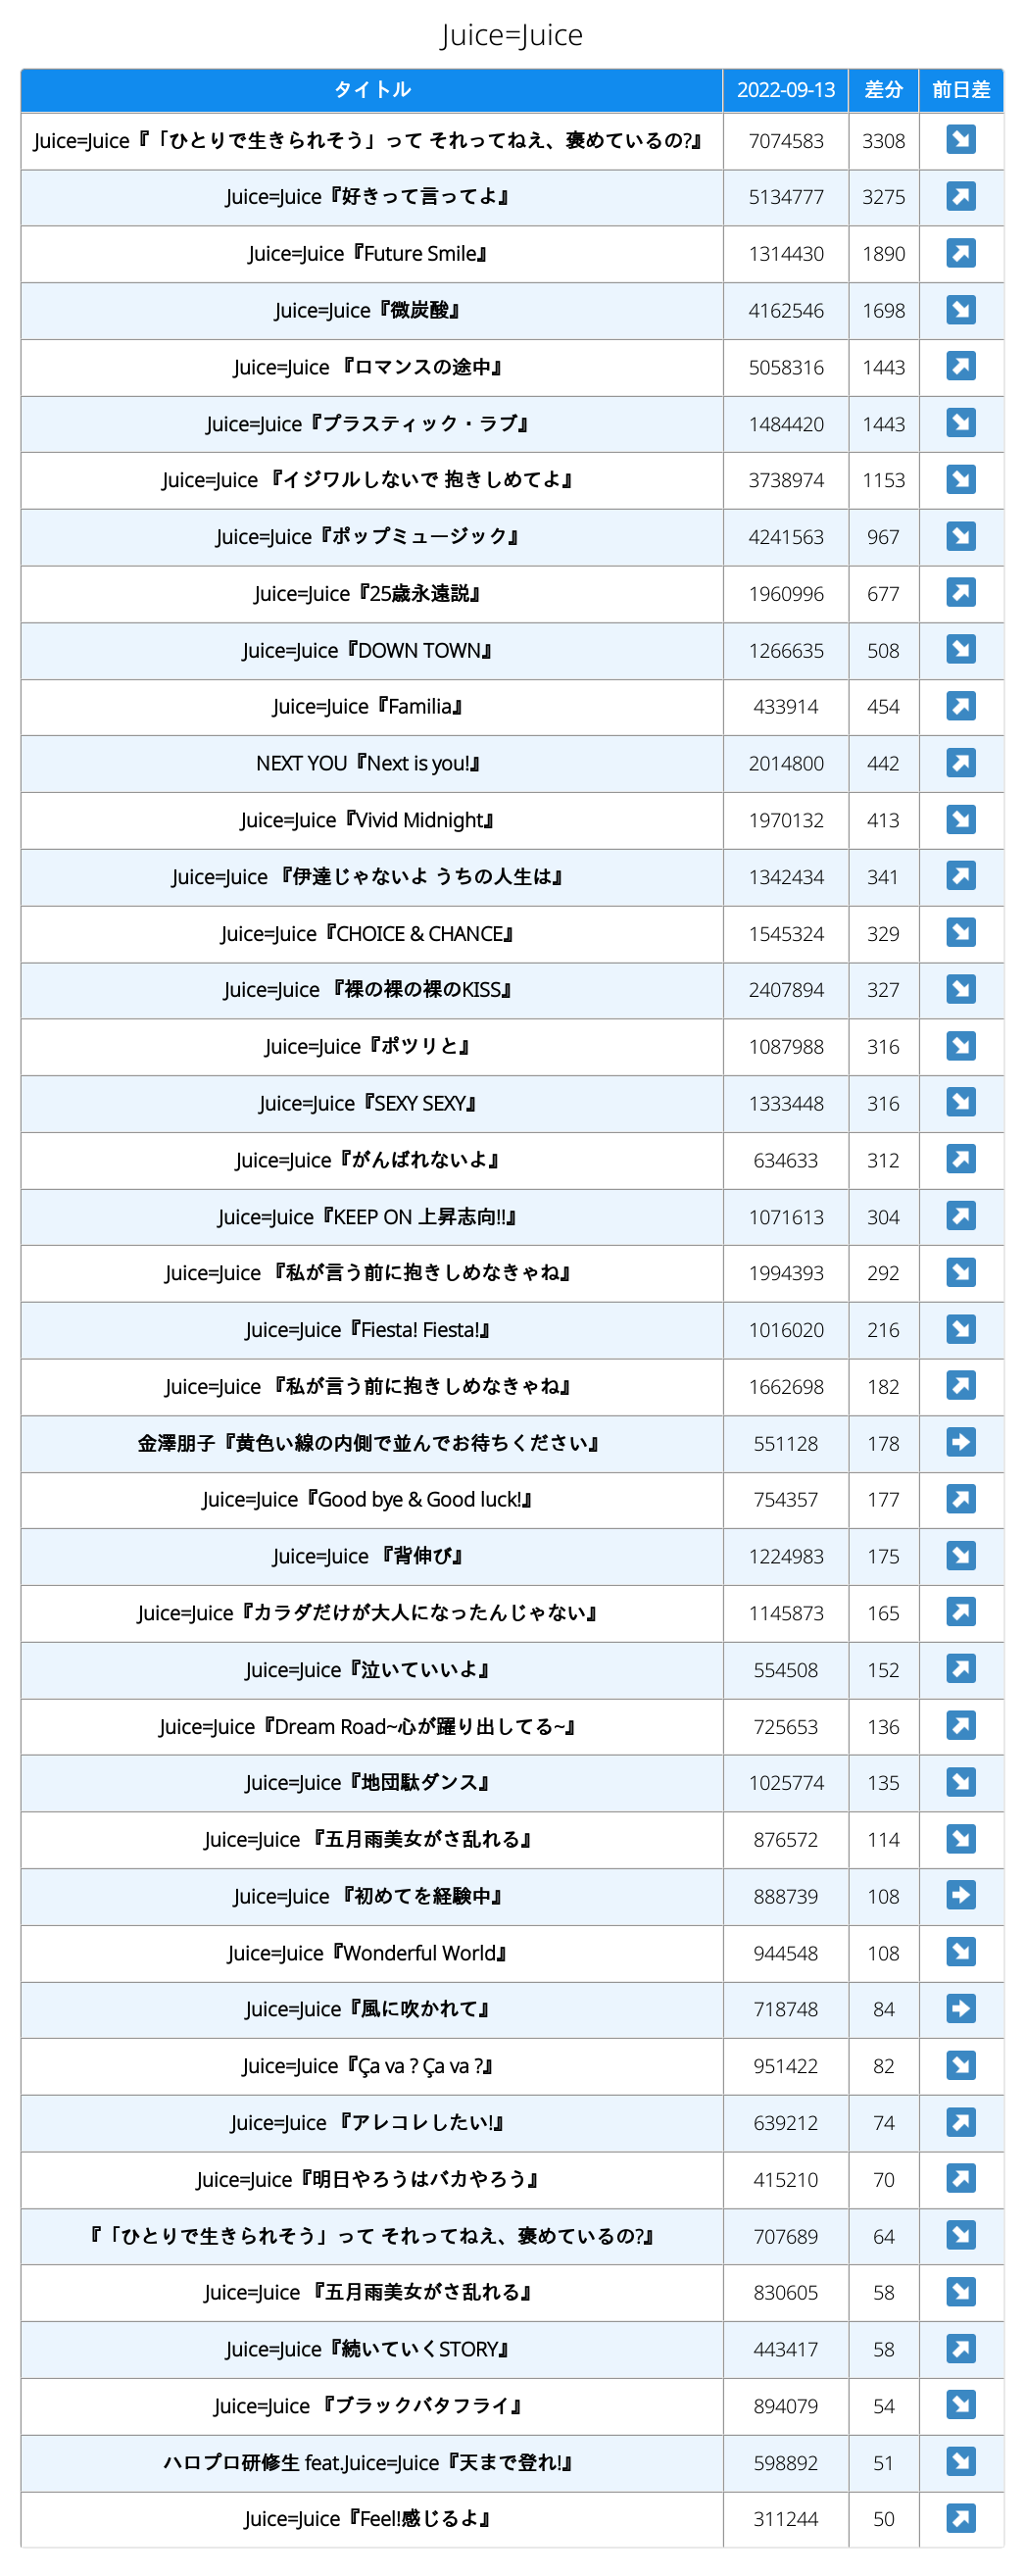 Juice=Juice
タイトル 2022-09-13 差分 前日差
Juice=Juice『「ひとりで生きられそう」って それってねえ、褒めているの?』 7074583 3308 ↘
Juice=Juice『好きって言ってよ』 5134777 3275 ↗
Juice=Juice『Future Smile』 1314430 1890 ↗
Juice=Juice『微炭酸』 4162546 1698 ↘
Juice=Juice 『ロマンスの途中』 5058316 1443 ↗
Juice=Juice『プラスティック・ラブ』 1484420 1443 ↘
Juice=Juice 『イジワルしないで 抱きしめてよ』 3738974 1153 ↘
Juice=Juice『ポップミュージック』 4241563 967 ↘
Juice=Juice『25歳永遠説』 1960996 677 ↗
Juice=Juice『DOWN TOWN』 1266635 508 ↘
Juice=Juice『Familia』 433914 454 ↗
NEXT YOU『Next is you!』 2014800 442 ↗
Juice=Juice『Vivid Midnight』 1970132 413 ↘
Juice=Juice 『伊達じゃないよ うちの人生は』 1342434 341 ↗
Juice=Juice『CHOICE & CHANCE』 1545324 329 ↘
Juice=Juice 『裸の裸の裸のKISS』 2407894 327 ↘
Juice=Juice『ポツリと』 1087988 316 ↘
Juice=Juice『SEXY SEXY』 1333448 316 ↘
Juice=Juice『がんばれないよ』 634633 312 ↗
Juice=Juice『KEEP ON 上昇志向!!』 1071613 304 ↗
Juice=Juice 『私が言う前に抱きしめなきゃね』 1994393 292 ↘
Juice=Juice『Fiesta! Fiesta!』 1016020 216 ↘
Juice=Juice 『私が言う前に抱きしめなきゃね』 1662698 182 ↗
金澤朋子『黄色い線の内側で並んでお待ちください』 551128 178 ➡
Juice=Juice『Good bye & Good luck!』 754357 177 ↗
Juice=Juice 『背伸び』 1224983 175 ↘
Juice=Juice『カラダだけが大人になったんじゃない』 1145873 165 ↗
Juice=Juice『泣いていいよ』 554508 152 ↗
Juice=Juice『Dream Road~心が躍り出してる~』 725653 136 ↗
Juice=Juice『地団駄ダンス』 1025774 135 ↘
Juice=Juice 『五月雨美女がさ乱れる』 876572 114 ↘
Juice=Juice 『初めてを経験中』 888739 108 ➡
Juice=Juice『Wonderful World』 944548 108 ↘
Juice=Juice『風に吹かれて』 718748 84 ➡
Juice=Juice『Ça va ? Ça va ?』 951422 82 ↘
Juice=Juice 『アレコレしたい!』 639212 74 ↗
Juice=Juice『明日やろうはバカやろう』 415210 70 ↗
『「ひとりで生きられそう」って それってねえ、褒めているの?』 707689 64 ↘
Juice=Juice 『五月雨美女がさ乱れる』 830605 58 ↘
Juice=Juice『続いていくSTORY』 443417 58 ↗
Juice=Juice 『ブラックバタフライ』 894079 54 ↘
ハロプロ研修生 feat.Juice=Juice『天まで登れ!』 598892 51 ↘
Juice=Juice『Feel!感じるよ』 311244 50 ↗